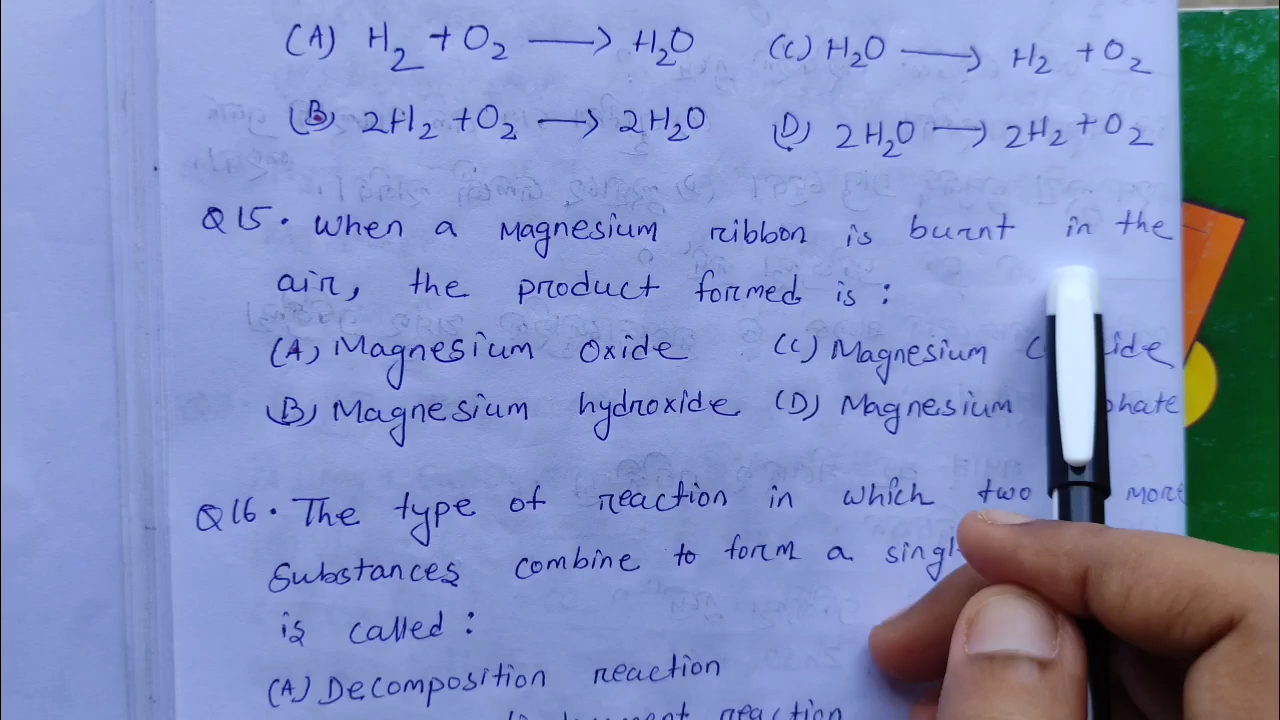 (A) H₂ + O₂ ⟶ H₂O (C) H₂O ⟶ H₂ + O₂
(B) 2H₂ + O₂ ⟶ 2H₂O (D) 2H₂O ⟶ 2H₂ + O₂
Q15. When a Magnesium ribbon is burnt in the
air, the product formed is :
(A) Magnesium oxide (C) Magnesium
(B) Magnesium hydroxide (D) Magnesium
Q16. The type of reaction in which two more
Substances combine to form a
is called :
(A) Decomposition reaction
reaction